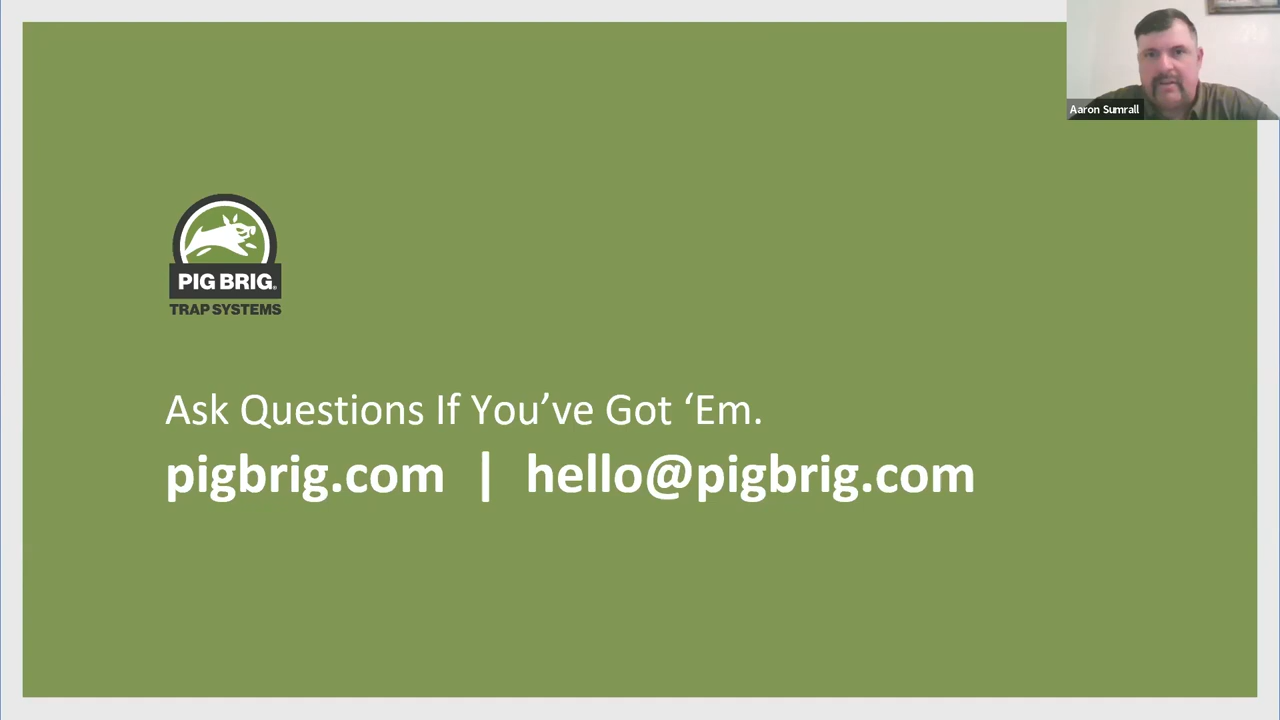 Aaron Sumrall
PIG BRIG®
TRAP SYSTEMS
Ask Questions If You’ve Got ‘Em.
pigbrig.com | hello@pigbrig.com